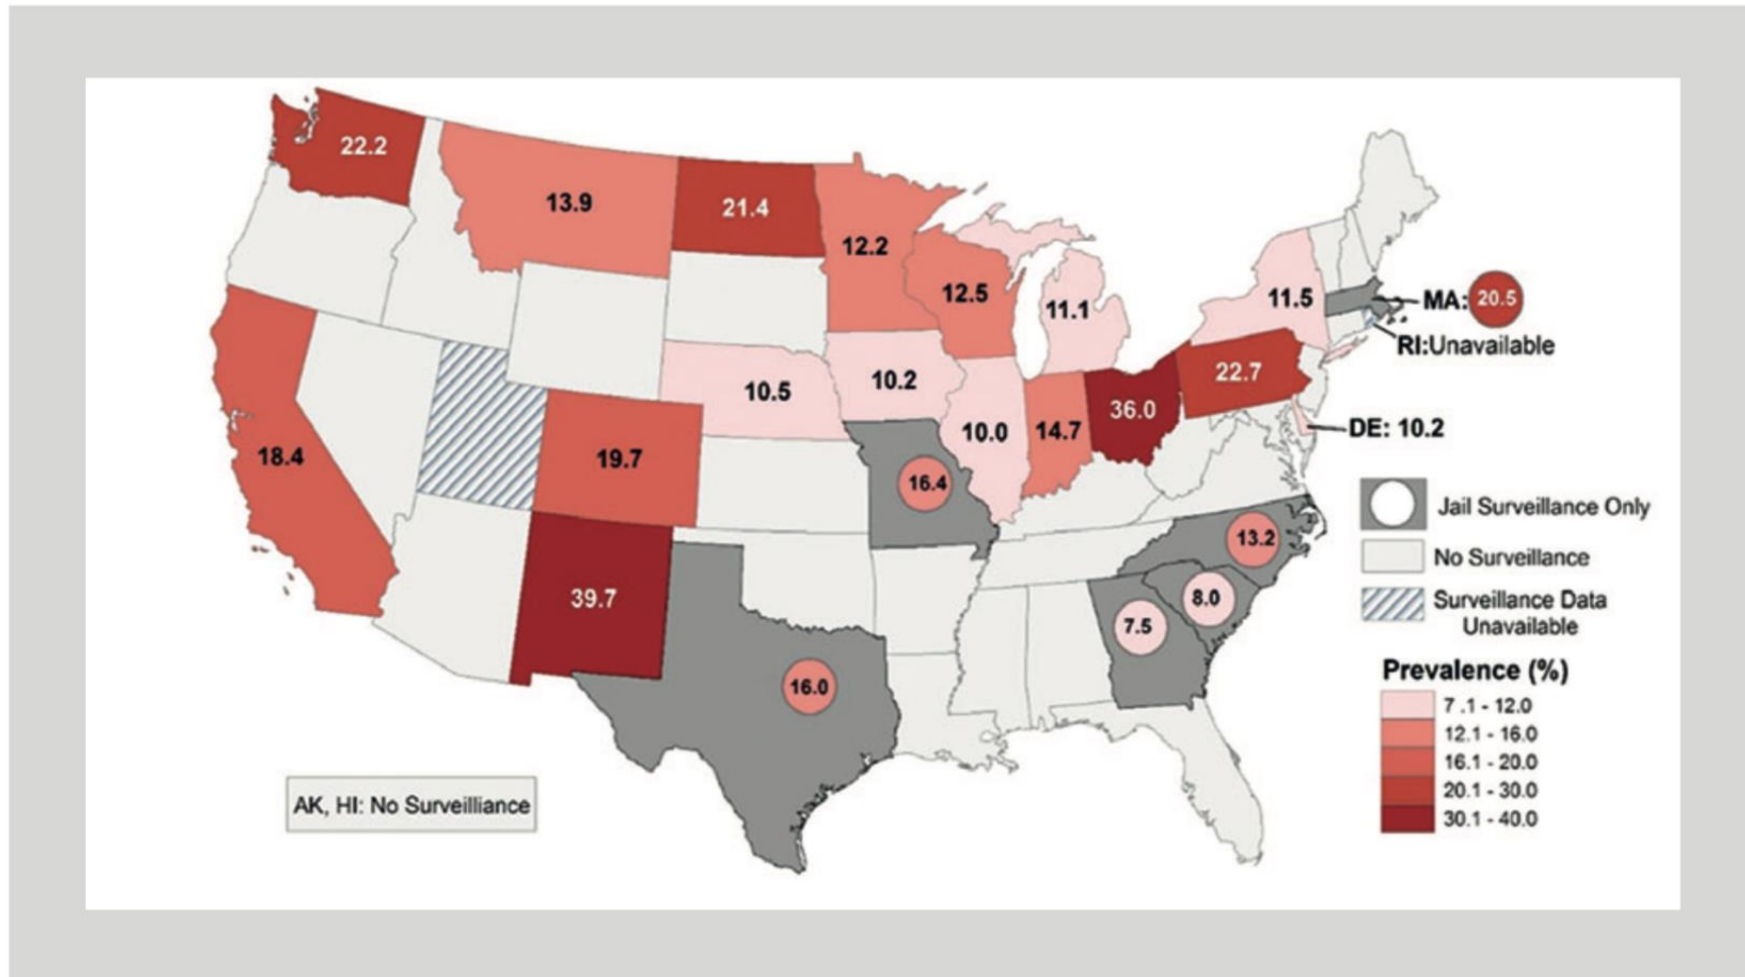 22.2
13.9
21.4
12.2
12.5
11.1
11.5
MA: 20.5
RI:Unavailable
10.5
10.2
10.0
14.7
36.0
22.7
DE: 10.2
18.4
19.7
16.4
13.2
8.0
7.5
39.7
16.0
Jail Surveillance Only
No Surveillance
Surveillance Data
Unavailable
Prevalence (%)
7 .1 - 12.0
12.1 - 16.0
16.1 - 20.0
20.1 - 30.0
30.1 - 40.0
AK, HI: No Surveilliance